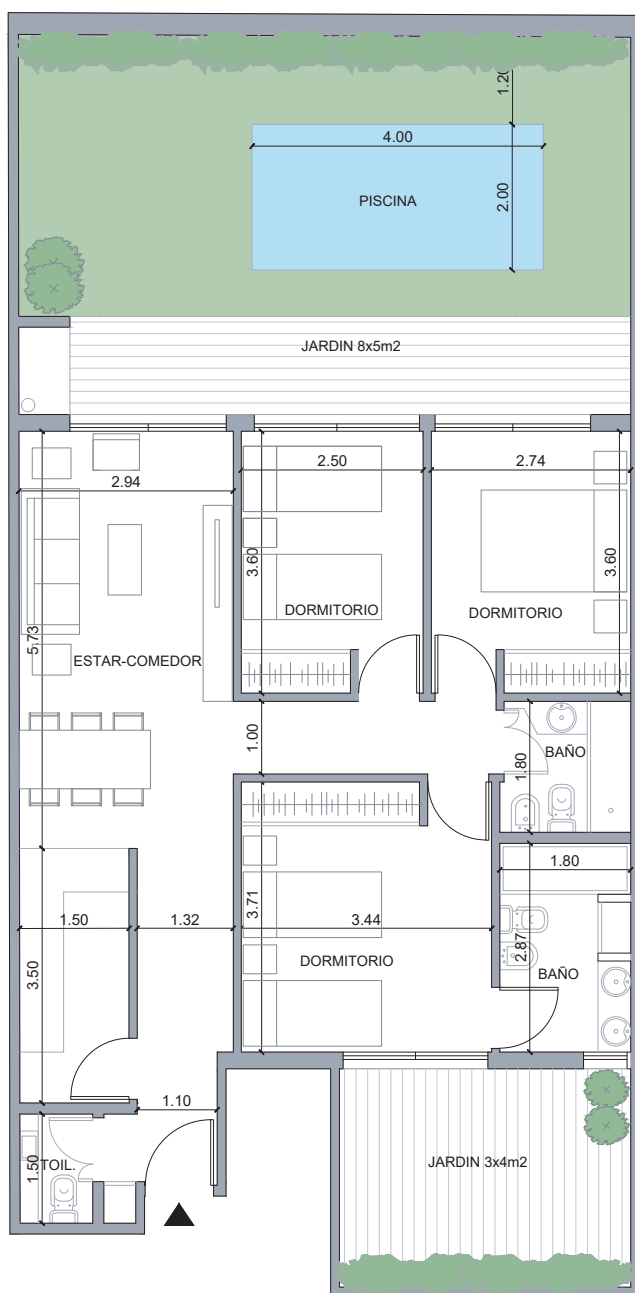 1.20
4.00
2.00
PISCINA
JARDIN 8x5m2
2.94
2.50
2.74
3.60
3.60
DORMITORIO
DORMITORIO
5.73
ESTAR-COMEDOR
1.00
1.80
BAÑO
1.80
1.50
1.32
3.71
3.44
2.87
3.50
DORMITORIO
BAÑO
1.10
1.50
TOIL.
JARDIN 3x4m2